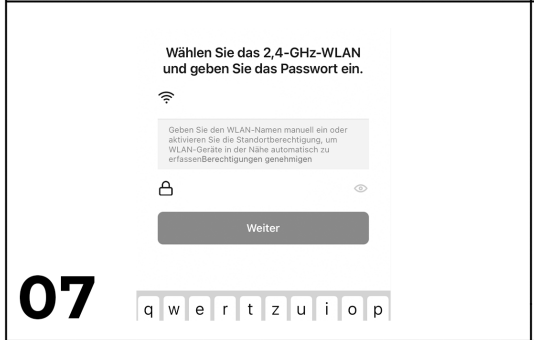 Wählen Sie das 2,4-GHz-WLAN
und geben Sie das Passwort ein.
Geben Sie den WLAN-Namen manuell ein oder
aktivieren Sie die Standortberechtigung, um
WLAN-Geräte in der Nähe automatisch zu
erfassenBerechtigungen genehmigen
Weiter
07
q w e r t z u i o p